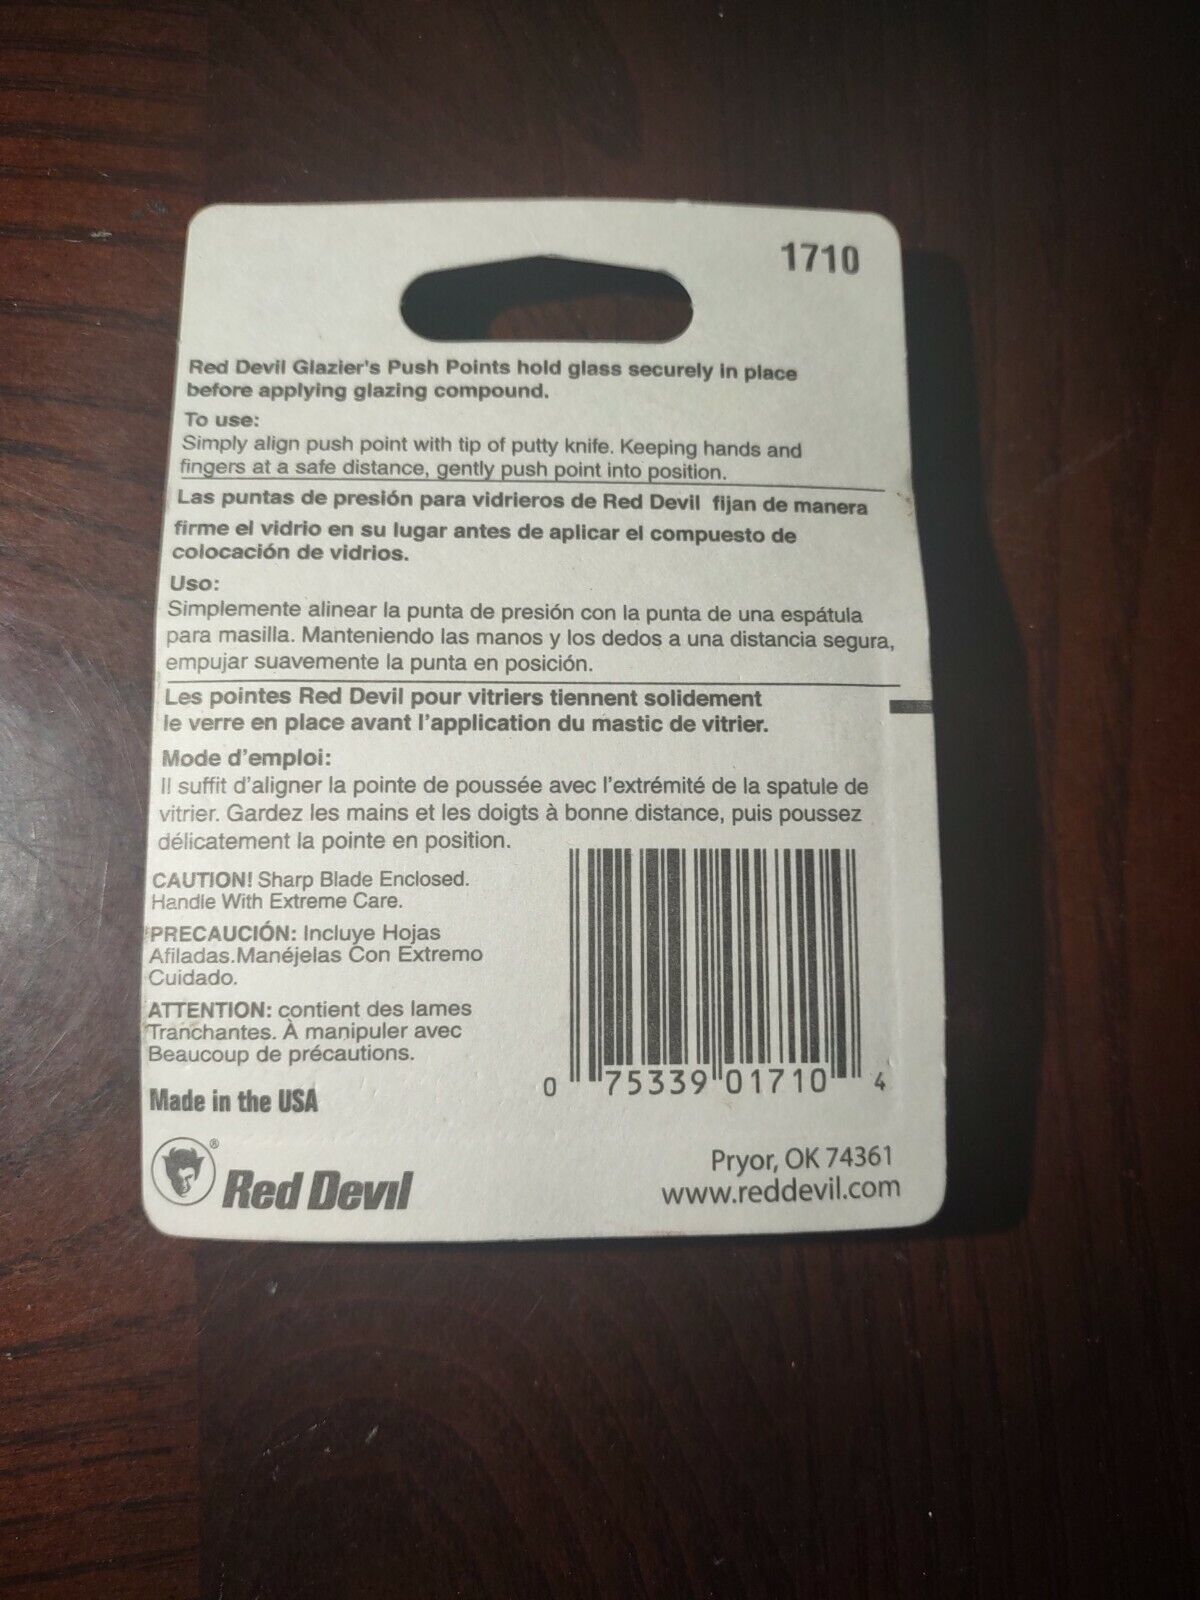 1710
Red Devil Glazier's Push Points hold glass securely in place
before applying glazing compound.
To use:
Simply align push point with tip of putty knife. Keeping hands and
fingers at a safe distance, gently push point into position.
Las puntas de presión para vidrieros de Red Devil fijan de manera
firme el vidrio en su lugar antes de aplicar el compuesto de
colocación de vidrios.
Uso:
Simplemente alinear la punta de presión con la punta de una espátula
para masilla. Manteniendo las manos y los dedos a una distancia segura,
empujar suavemente la punta en posición.
Les pointes Red Devil pour vitriers tiennent solidement
le verre en place avant l'application du mastic de vitrier.
Mode d'emploi:
Il suffit d'aligner la pointe de poussée avec l'extrémité de la spatule de
vitrier. Gardez les mains et les doigts à bonne distance, puis poussez
délicatement la pointe en position.
CAUTION! Sharp Blade Enclosed.
Handle With Extreme Care.
PRECAUCIÓN: Incluye Hojas
Afiladas.Manéjelas Con Extremo
Cuidado.
ATTENTION: contient des lames
Tranchantes. À manipuler avec
Beaucoup de précautions.
0 75339 01710 4
Made in the USA
® Red Devil
Pryor, OK 74361
www.reddevil.com